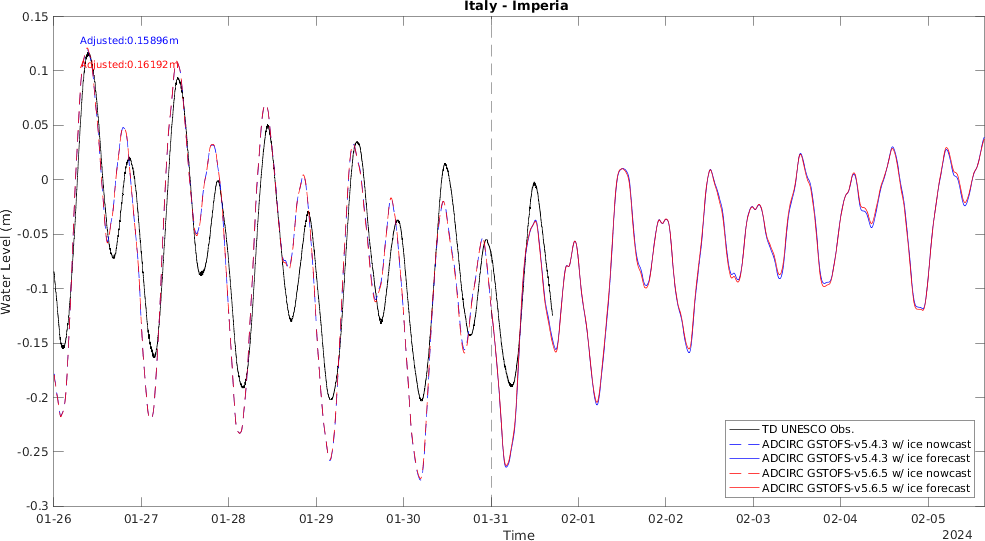 Italy - Imperia
0.15
0.1
0.05
0
-0.05
-0.1
-0.15
-0.2
-0.25
-0.3
Water Level (m)
Adjusted:0.15896m
Adjusted:0.16192m
TD UNESCO Obs.
ADCIRC GSTOFS-v5.4.3 w/ ice nowcast
ADCIRC GSTOFS-v5.4.3 w/ ice forecast
ADCIRC GSTOFS-v5.6.5 w/ ice nowcast
ADCIRC GSTOFS-v5.6.5 w/ ice forecast
01-26 01-27 01-28 01-29 01-30 01-31 02-01 02-02 02-03 02-04 02-05
Time
2024